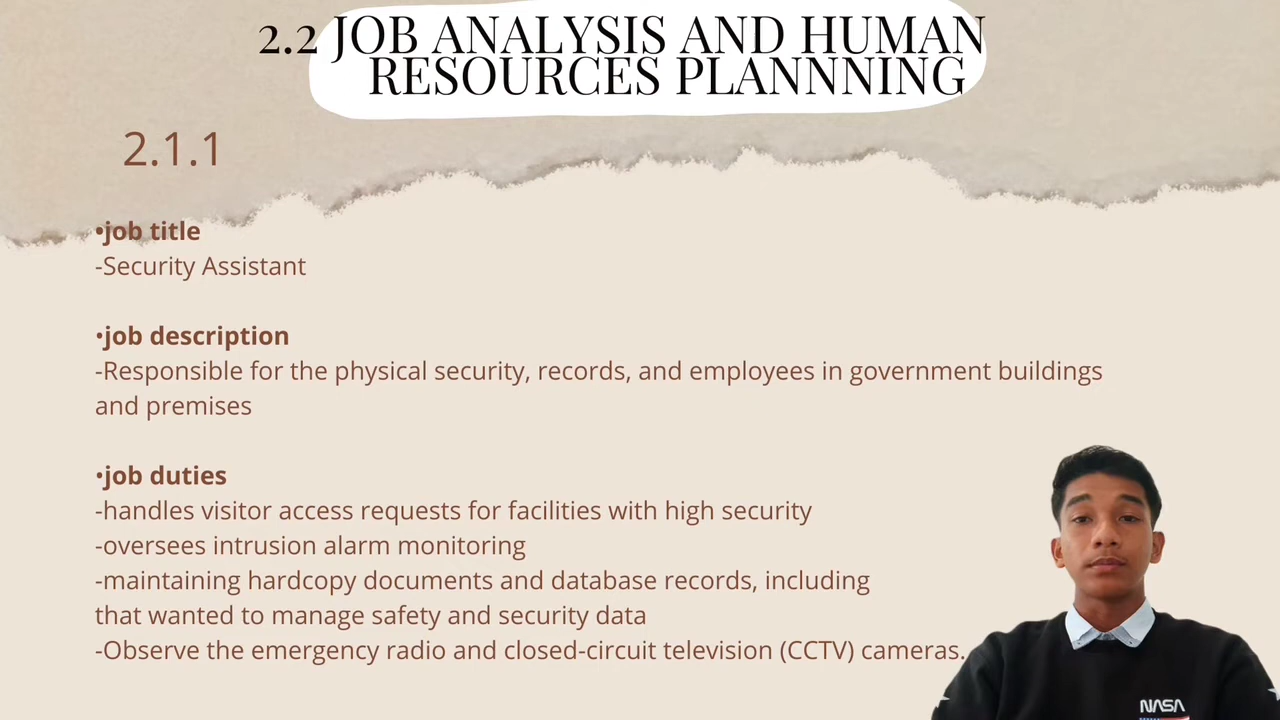 2.2 JOB ANALYSIS AND HUMAN
RESOURCES PLANNNING
2.1.1
•job title
-Security Assistant
•job description
-Responsible for the physical security, records, and employees in government buildings
and premises
•job duties
-handles visitor access requests for facilities with high security
-oversees intrusion alarm monitoring
-maintaining hardcopy documents and database records, including
that wanted to manage safety and security data
-Observe the emergency radio and closed-circuit television (CCTV) cameras.
NASA